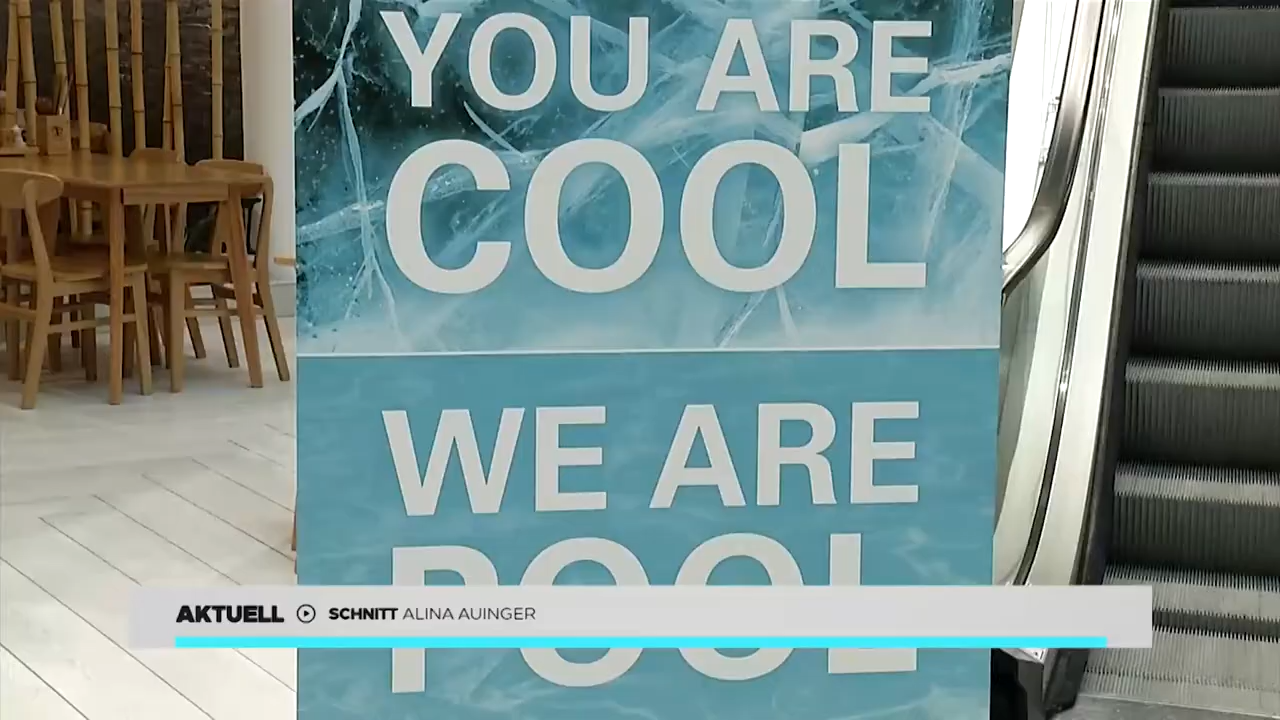 YOU ARE
COOL
WE ARE
POOL
AKTUELL SCHNITT ALINA AUINGER